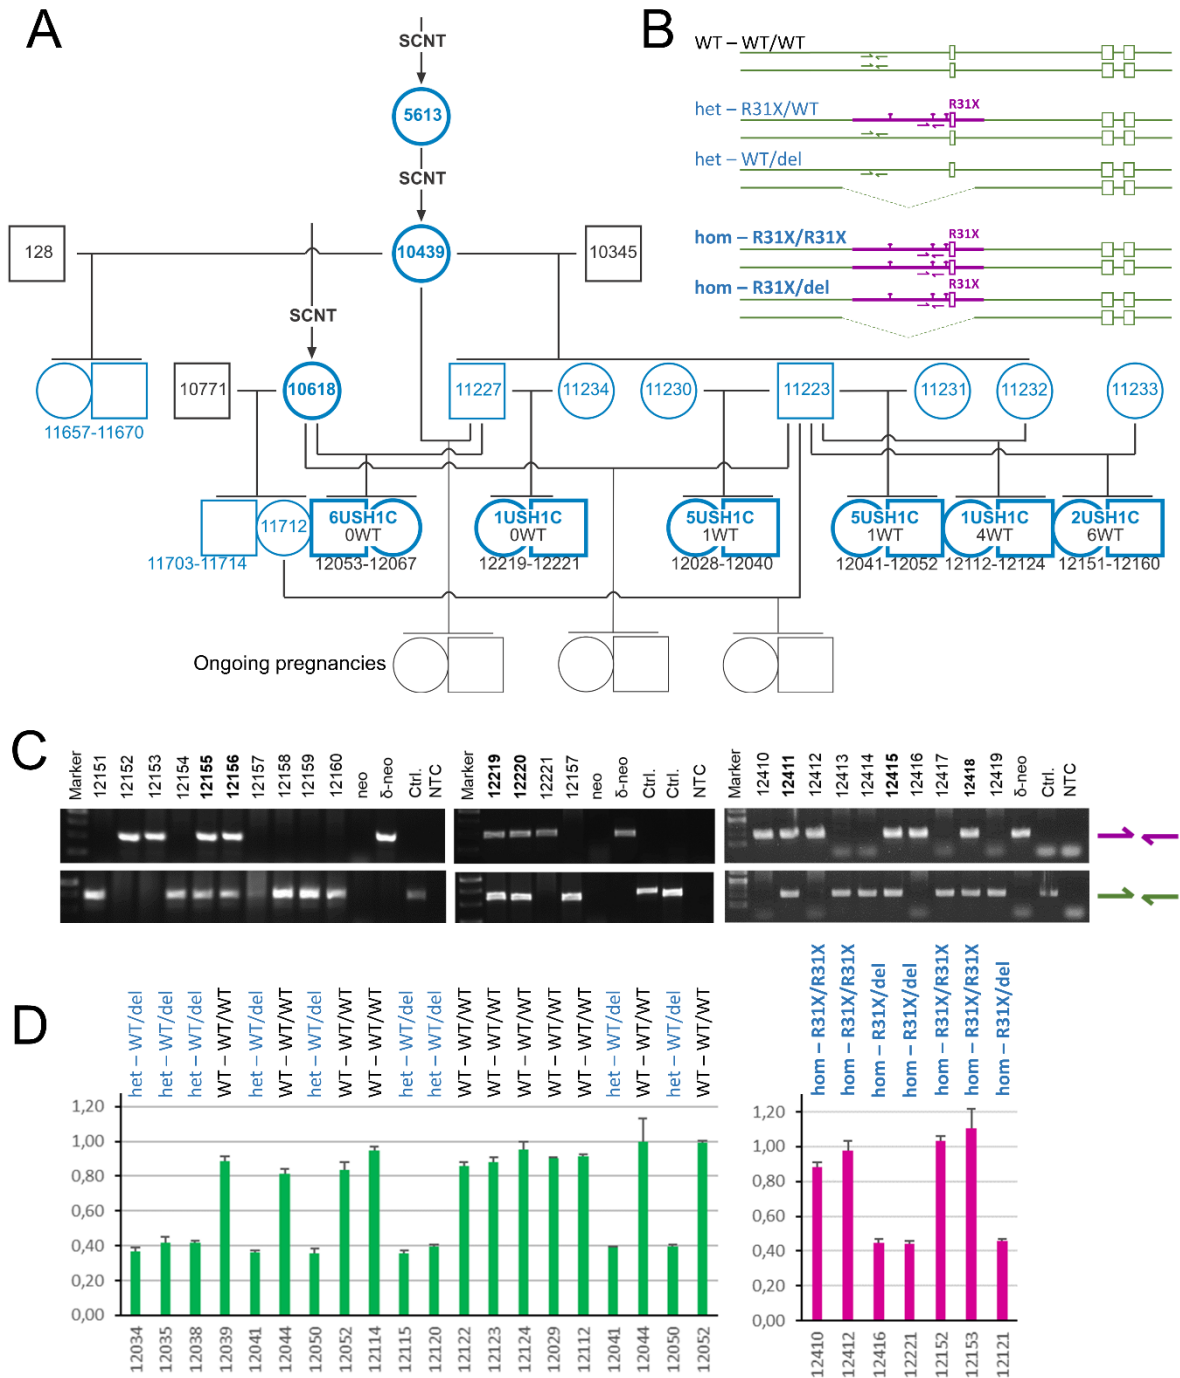 A
SCNT
5613
SCNT
128
10439
10345
SCNT
10771
10618
11227
11234
11230
11223
11231
11232
11233
11657-11670
11712
11703-11714
6USH1C
0WT
12053-12067
1USH1C
0WT
12219-12221
5USH1C
1WT
12028-12040
5USH1C
1WT
12041-12052
1USH1C
4WT
12112-12124
2USH1C
6WT
12151-12160
Ongoing pregnancies
B
WT – WT/WT
het – R31X/WT
R31X
het – WT/del
hom – R31X/R31X
R31X
hom – R31X/del
R31X
C
Marker
12151
12152
12153
12154
12155
12156
12157
12158
12159
12160
neo
δ-neo
Ctrl.
NTC
Marker
12219
12220
12221
12157
neo
δ-neo
Ctrl.
Ctrl.
NTC
Marker
12410
12411
12412
12413
12414
12415
12416
12417
12418
12419
δ-neo
Ctrl.
NTC
D
het – WT/del
het – WT/del
het – WT/del
WT – WT/WT
het – WT/del
WT – WT/WT
het – WT/del
WT – WT/WT
WT – WT/WT
het – WT/del
het – WT/del
WT – WT/WT
WT – WT/WT
WT – WT/WT
WT – WT/WT
WT – WT/WT
het – WT/del
WT – WT/WT
het – WT/del
WT – WT/WT
1,20
1,00
0,80
0,60
0,40
0,20
0,00
12034
12035
12038
12039
12041
12044
12050
12052
12114
12115
12120
12122
12123
12124
12029
12112
12041
12044
12050
12052
hom – R31X/R31X
hom – R31X/R31X
hom – R31X/del
hom – R31X/del
hom – R31X/R31X
hom – R31X/R31X
hom – R31X/del
1,20
1,00
0,80
0,60
0,40
0,20
0,00
12410
12412
12416
12221
12152
12153
12121